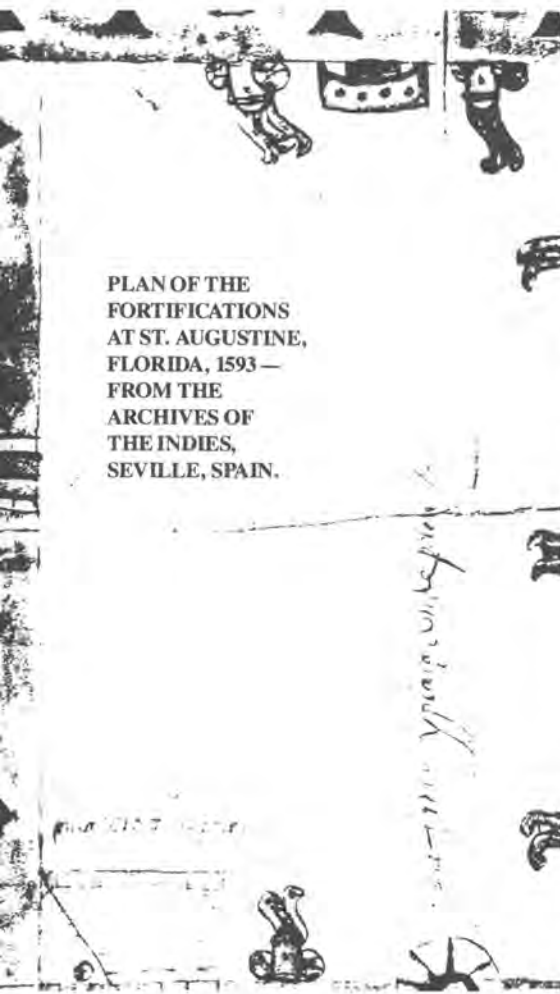 PLAN OF THE
FORTIFICATIONS
AT ST. AUGUSTINE,
FLORIDA, 1593 —
FROM THE
ARCHIVES OF
THE INDIES,
SEVILLE, SPAIN.